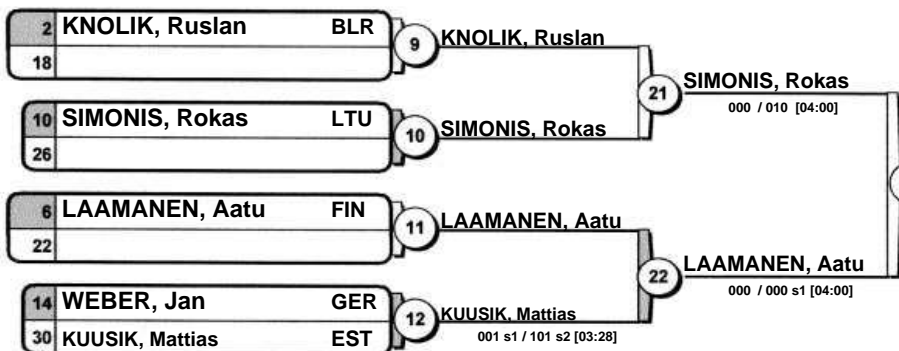 2 KNOLIK, Ruslan BLR
18
9 KNOLIK, Ruslan
21 SIMONIS, Rokas
000 / 010 [04:00]
10 SIMONIS, Rokas LTU
26
10 SIMONIS, Rokas
6 LAAMANEN, Aatu FIN
22
11 LAAMANEN, Aatu
22 LAAMANEN, Aatu
000 / 000 s1 [04:00]
14 WEBER, Jan GER
30 KUUSIK, Mattias EST
12 KUUSIK, Mattias
001 s1 / 101 s2 [03:28]